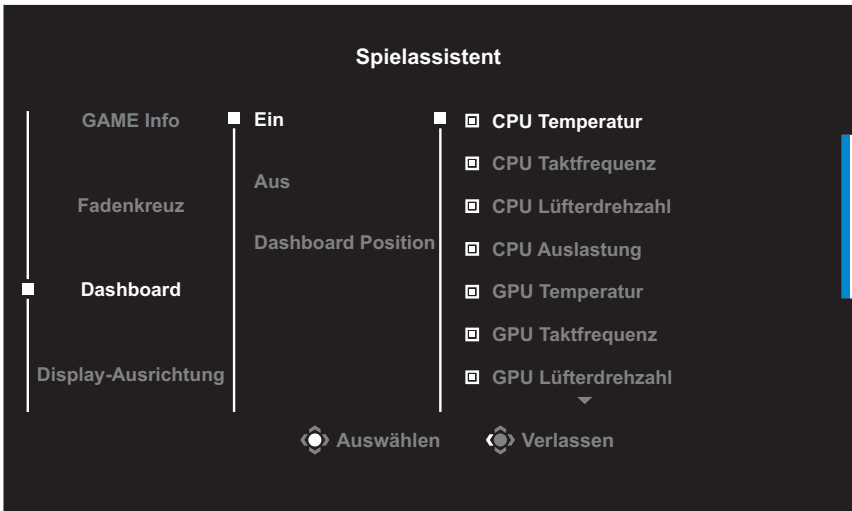 Spielassistent
GAME Info
Fadenkreuz
Dashboard
Display-Ausrichtung
Ein
Aus
Dashboard Position
CPU Temperatur
CPU Taktfrequenz
CPU Lüfterdrehzahl
CPU Auslastung
GPU Temperatur
GPU Taktfrequenz
GPU Lüfterdrehzahl
Auswählen
Verlassen